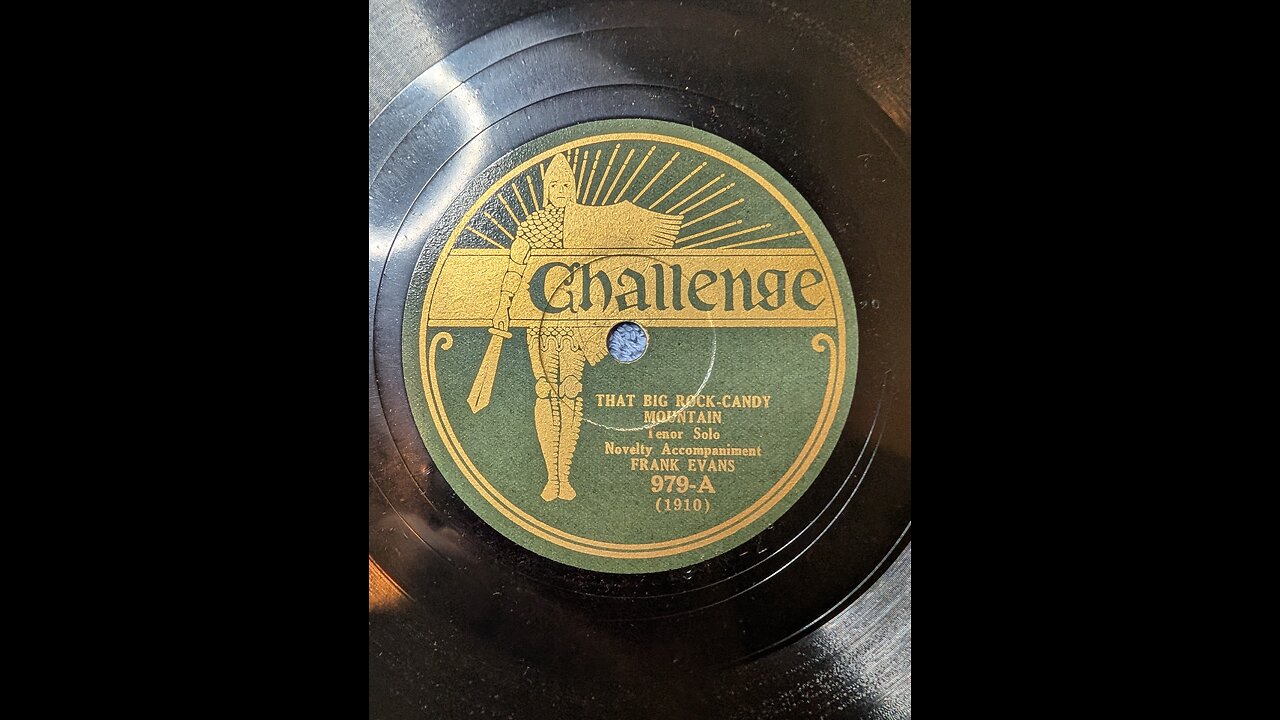 Challenge
THAT BIG ROCK-CANDY
MOUNTAIN
Tenor Solo
Novelty Accompaniment
FRANK EVANS
979-A
(1910)